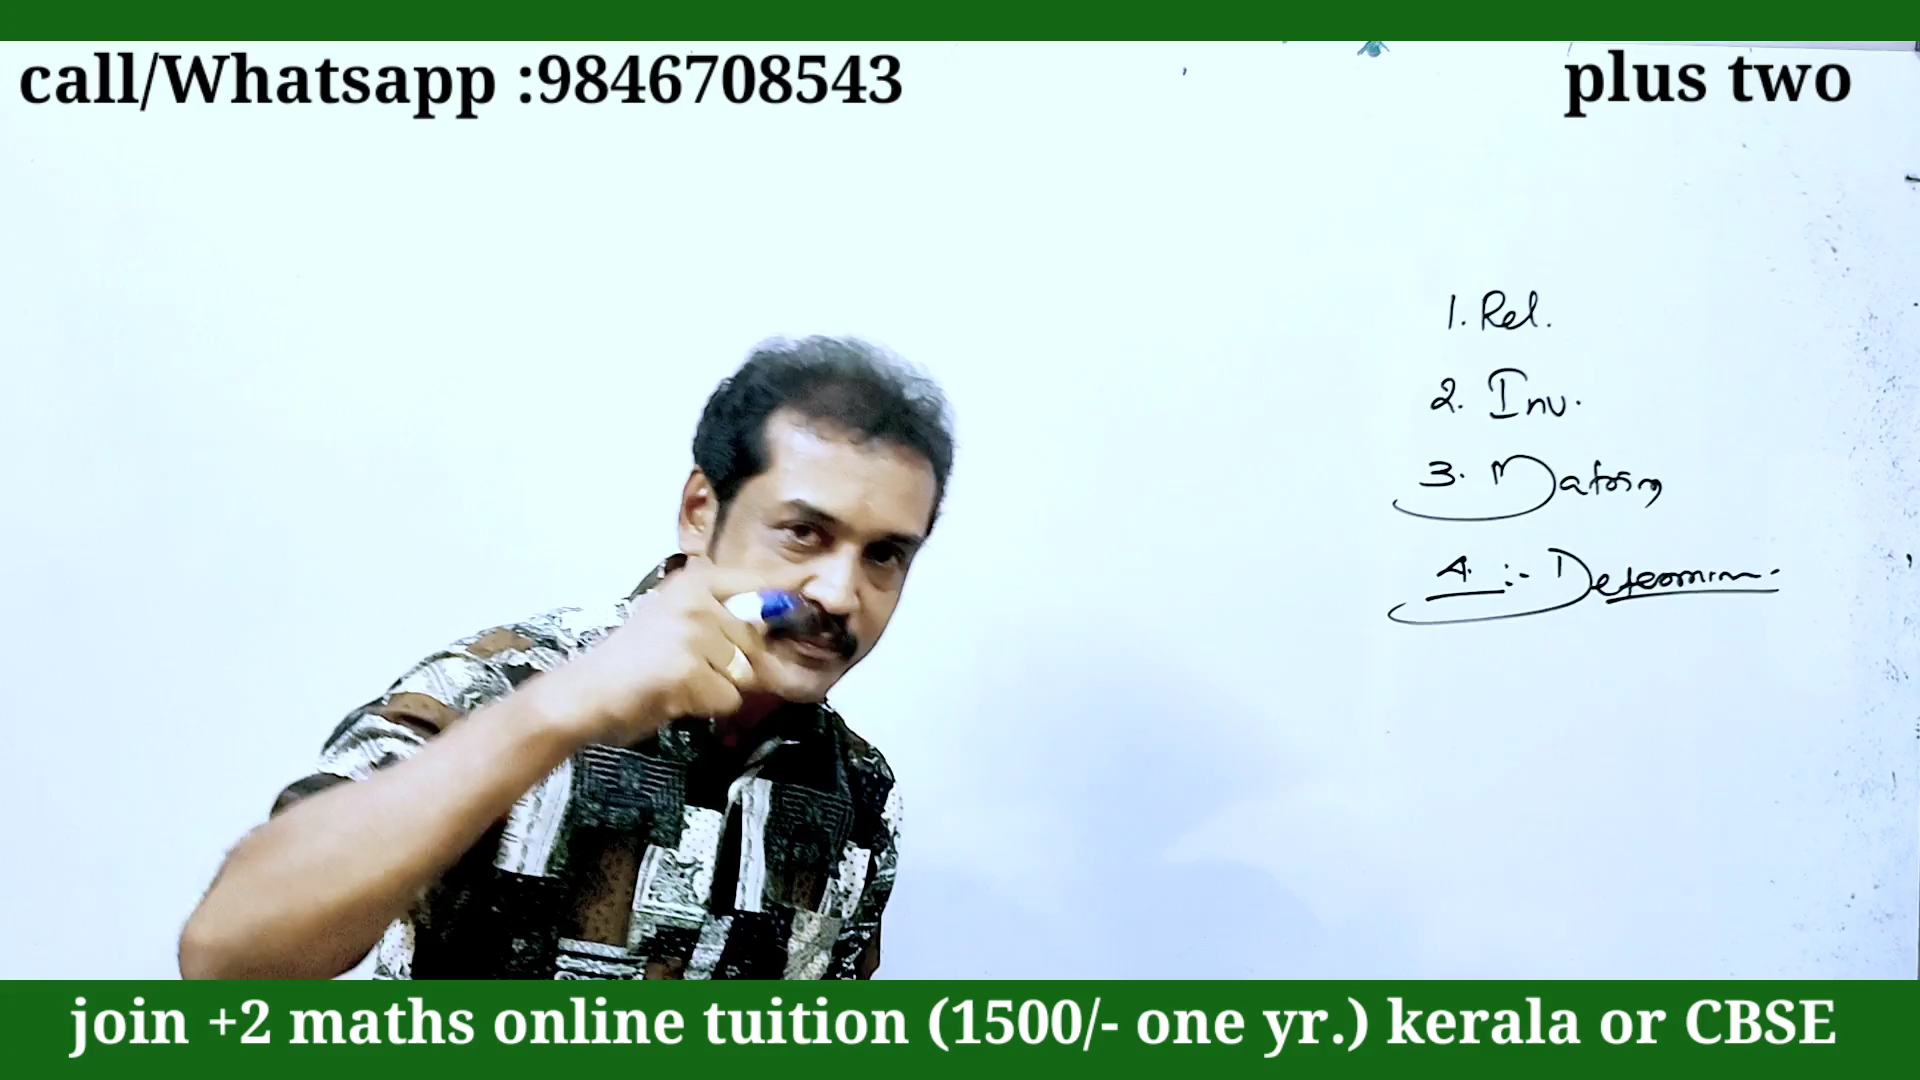 call/Whatsapp :9846708543
plus two
1. Rel.
2. Inv.
3. Matrix
4. :- Determin.
join +2 maths online tuition (1500/- one yr.) kerala or CBSE